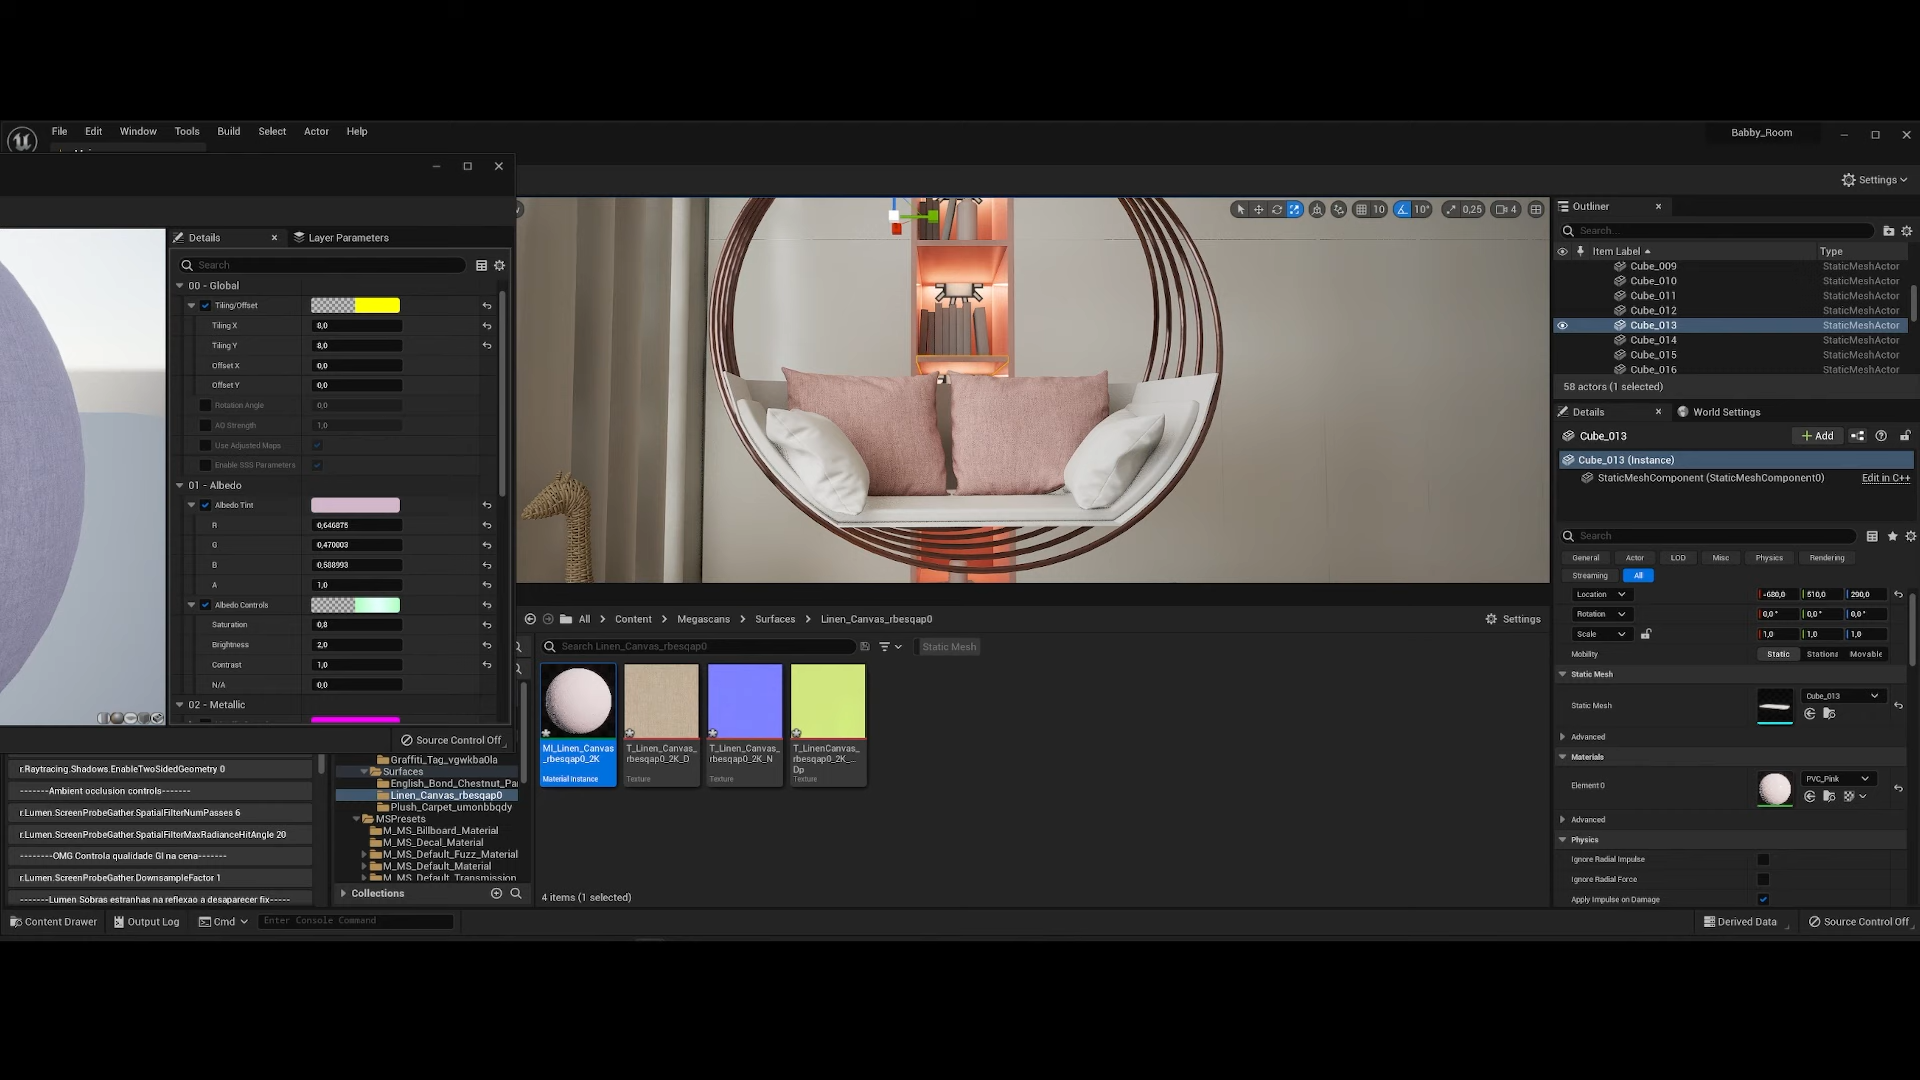 File Edit Window Tools Build Select Actor Help
Babby_Room
Settings
Details
Layer Parameters
Search
00 - Global
Tiling/Offset
Tiling X 8,0
Tiling Y 8,0
Offset X 0,0
Offset Y 0,0
Rotation Angle 0,0
AO Strength 1,0
Use Adjusted Maps
Enable SSS Parameters
01 - Albedo
Albedo Tint
R 0,646875
G 0,470003
B 0,588993
A 1,0
Albedo Controls
Saturation 0,8
Brightness 2,0
Contrast 1,0
N/A 0,0
02 - Metallic
Source Control Off
r.Raytracing.Shadows.EnableTwoSidedGeometry 0
-------Ambient occlusion controls-------
r.Lumen.ScreenProbeGather.SpatialFilterNumPasses 6
r.Lumen.ScreenProbeGather.SpatialFilterMaxRadianceHitAngle 20
--------OMG Controla qualidade GI na cena-------
r.Lumen.ScreenProbeGather.DownsampleFactor 1
-------Lumen Sobras estranhas na reflexao a desaparecer fix-----
Graffiti_Tag_vgwkba0la
Surfaces
English_Bond_Chestnut_Pa
Linen_Canvas_rbesqap0
Plush_Carpet_umonbbqdy
MSPresets
M_MS_Billboard_Material
M_MS_Decal_Material
M_MS_Default_Fuzz_Material
M_MS_Default_Material
M_MS_Default_Transmission
Collections
10 10° 0,25 4
All Content Megascans Surfaces Linen_Canvas_rbesqap0
Settings
Search Linen_Canvas_rbesqap0
Static Mesh
MI_Linen_Canvas
_rbesqap0_2K
Material Instance
T_Linen_Canvas_
rbesqap0_2K_D
Texture
T_Linen_Canvas_
rbesqap0_2K_N
Texture
T_LinenCanvas_
rbesqap0_2K_
Dp
Texture
4 items (1 selected)
Outliner
Search...
Item Label Type
Cube_009 StaticMeshActor
Cube_010 StaticMeshActor
Cube_011 StaticMeshActor
Cube_012 StaticMeshActor
Cube_013 StaticMeshActor
Cube_014 StaticMeshActor
Cube_015 StaticMeshActor
Cube_016 StaticMeshActor
58 actors (1 selected)
Details
World Settings
Cube_013
Add
Cube_013 (Instance)
StaticMeshComponent (StaticMeshComponent0)
Edit in C++
Search
General Actor LOD Misc Physics Rendering
Streaming All
Location -680,0 510,0 290,0
Rotation 0,0° 0,0° 0,0°
Scale 1,0 1,0 1,0
Mobility Static Stationa Movable
Static Mesh
Static Mesh Cube_013
Advanced
Materials
Element 0 PVC_Pink
Advanced
Physics
Ignore Radial Impulse
Ignore Radial Force
Apply Impulse on Damage
Content Drawer Output Log Cmd Enter Console Command
Derived Data Source Control Off